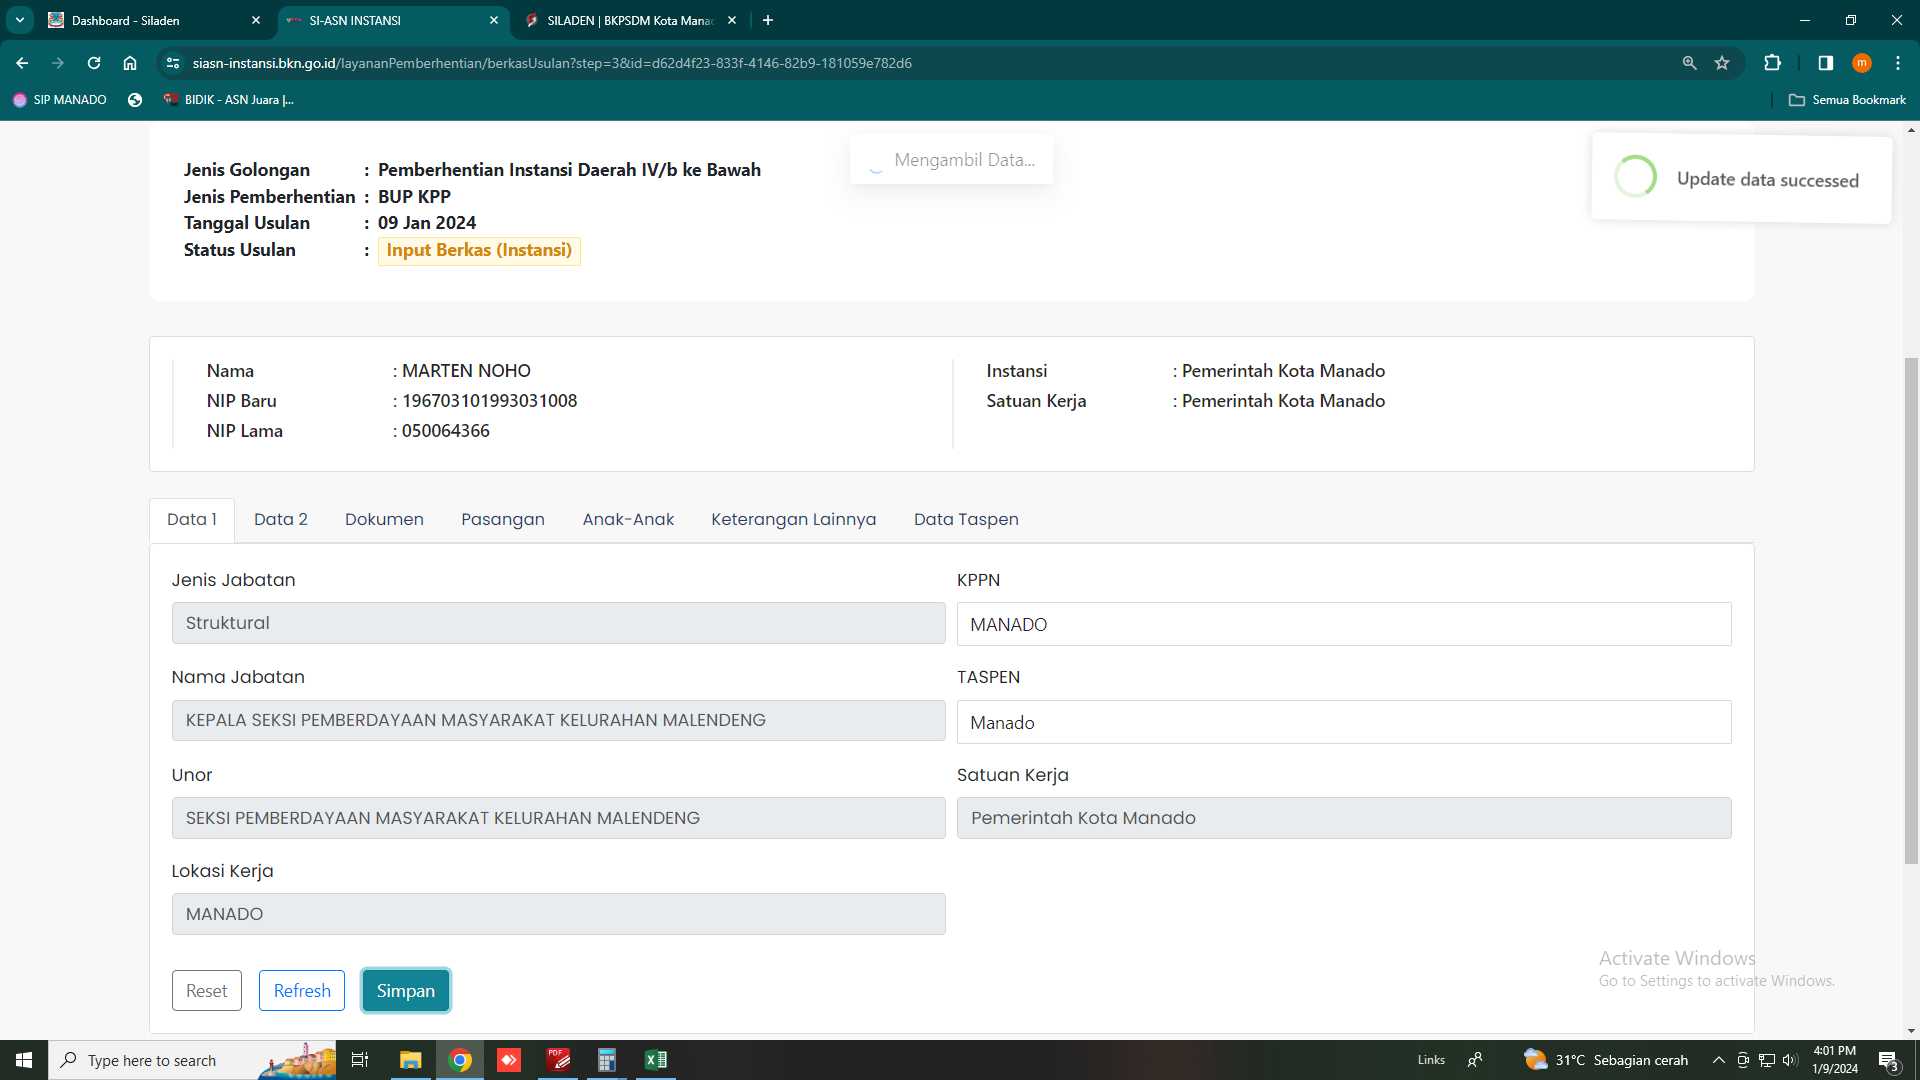 Dashboard - Siladen
SI-ASN INSTANSI
SILADEN | BKPSDM Kota Mana
siasn-instansi.bkn.go.id/layananPemberhentian/berkasUsulan?step=3&id=d62d4f23-833f-4146-82b9-181059e782d6
m
SIP MANADO
BIDIK - ASN Juara |...
Semua Bookmark
Jenis Golongan : Pemberhentian Instansi Daerah IV/b ke Bawah
Jenis Pemberhentian : BUP KPP
Tanggal Usulan : 09 Jan 2024
Status Usulan : Input Berkas (Instansi)
Mengambil Data...
Update data successed
Nama : MARTEN NOHO
NIP Baru : 196703101993031008
NIP Lama : 050064366
Instansi : Pemerintah Kota Manado
Satuan Kerja : Pemerintah Kota Manado
Data 1 Data 2 Dokumen Pasangan Anak-Anak Keterangan Lainnya Data Taspen
Jenis Jabatan
Struktural
KPPN
MANADO
Nama Jabatan
KEPALA SEKSI PEMBERDAYAAN MASYARAKAT KELURAHAN MALENDENG
TASPEN
Manado
Unor
SEKSI PEMBERDAYAAN MASYARAKAT KELURAHAN MALENDENG
Satuan Kerja
Pemerintah Kota Manado
Lokasi Kerja
MANADO
Reset Refresh Simpan
Activate Windows
Go to Settings to activate Windows.
Type here to search
PDF
Links
31°C Sebagian cerah
4:01 PM
1/9/2024
3